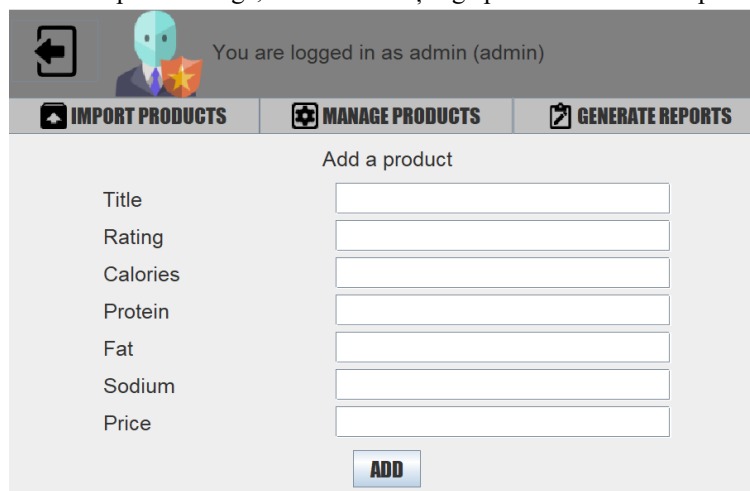 You are logged in as admin (admin)
IMPORT PRODUCTS MANAGE PRODUCTS GENERATE REPORTS
Add a product
Title
Rating
Calories
Protein
Fat
Sodium
Price
ADD